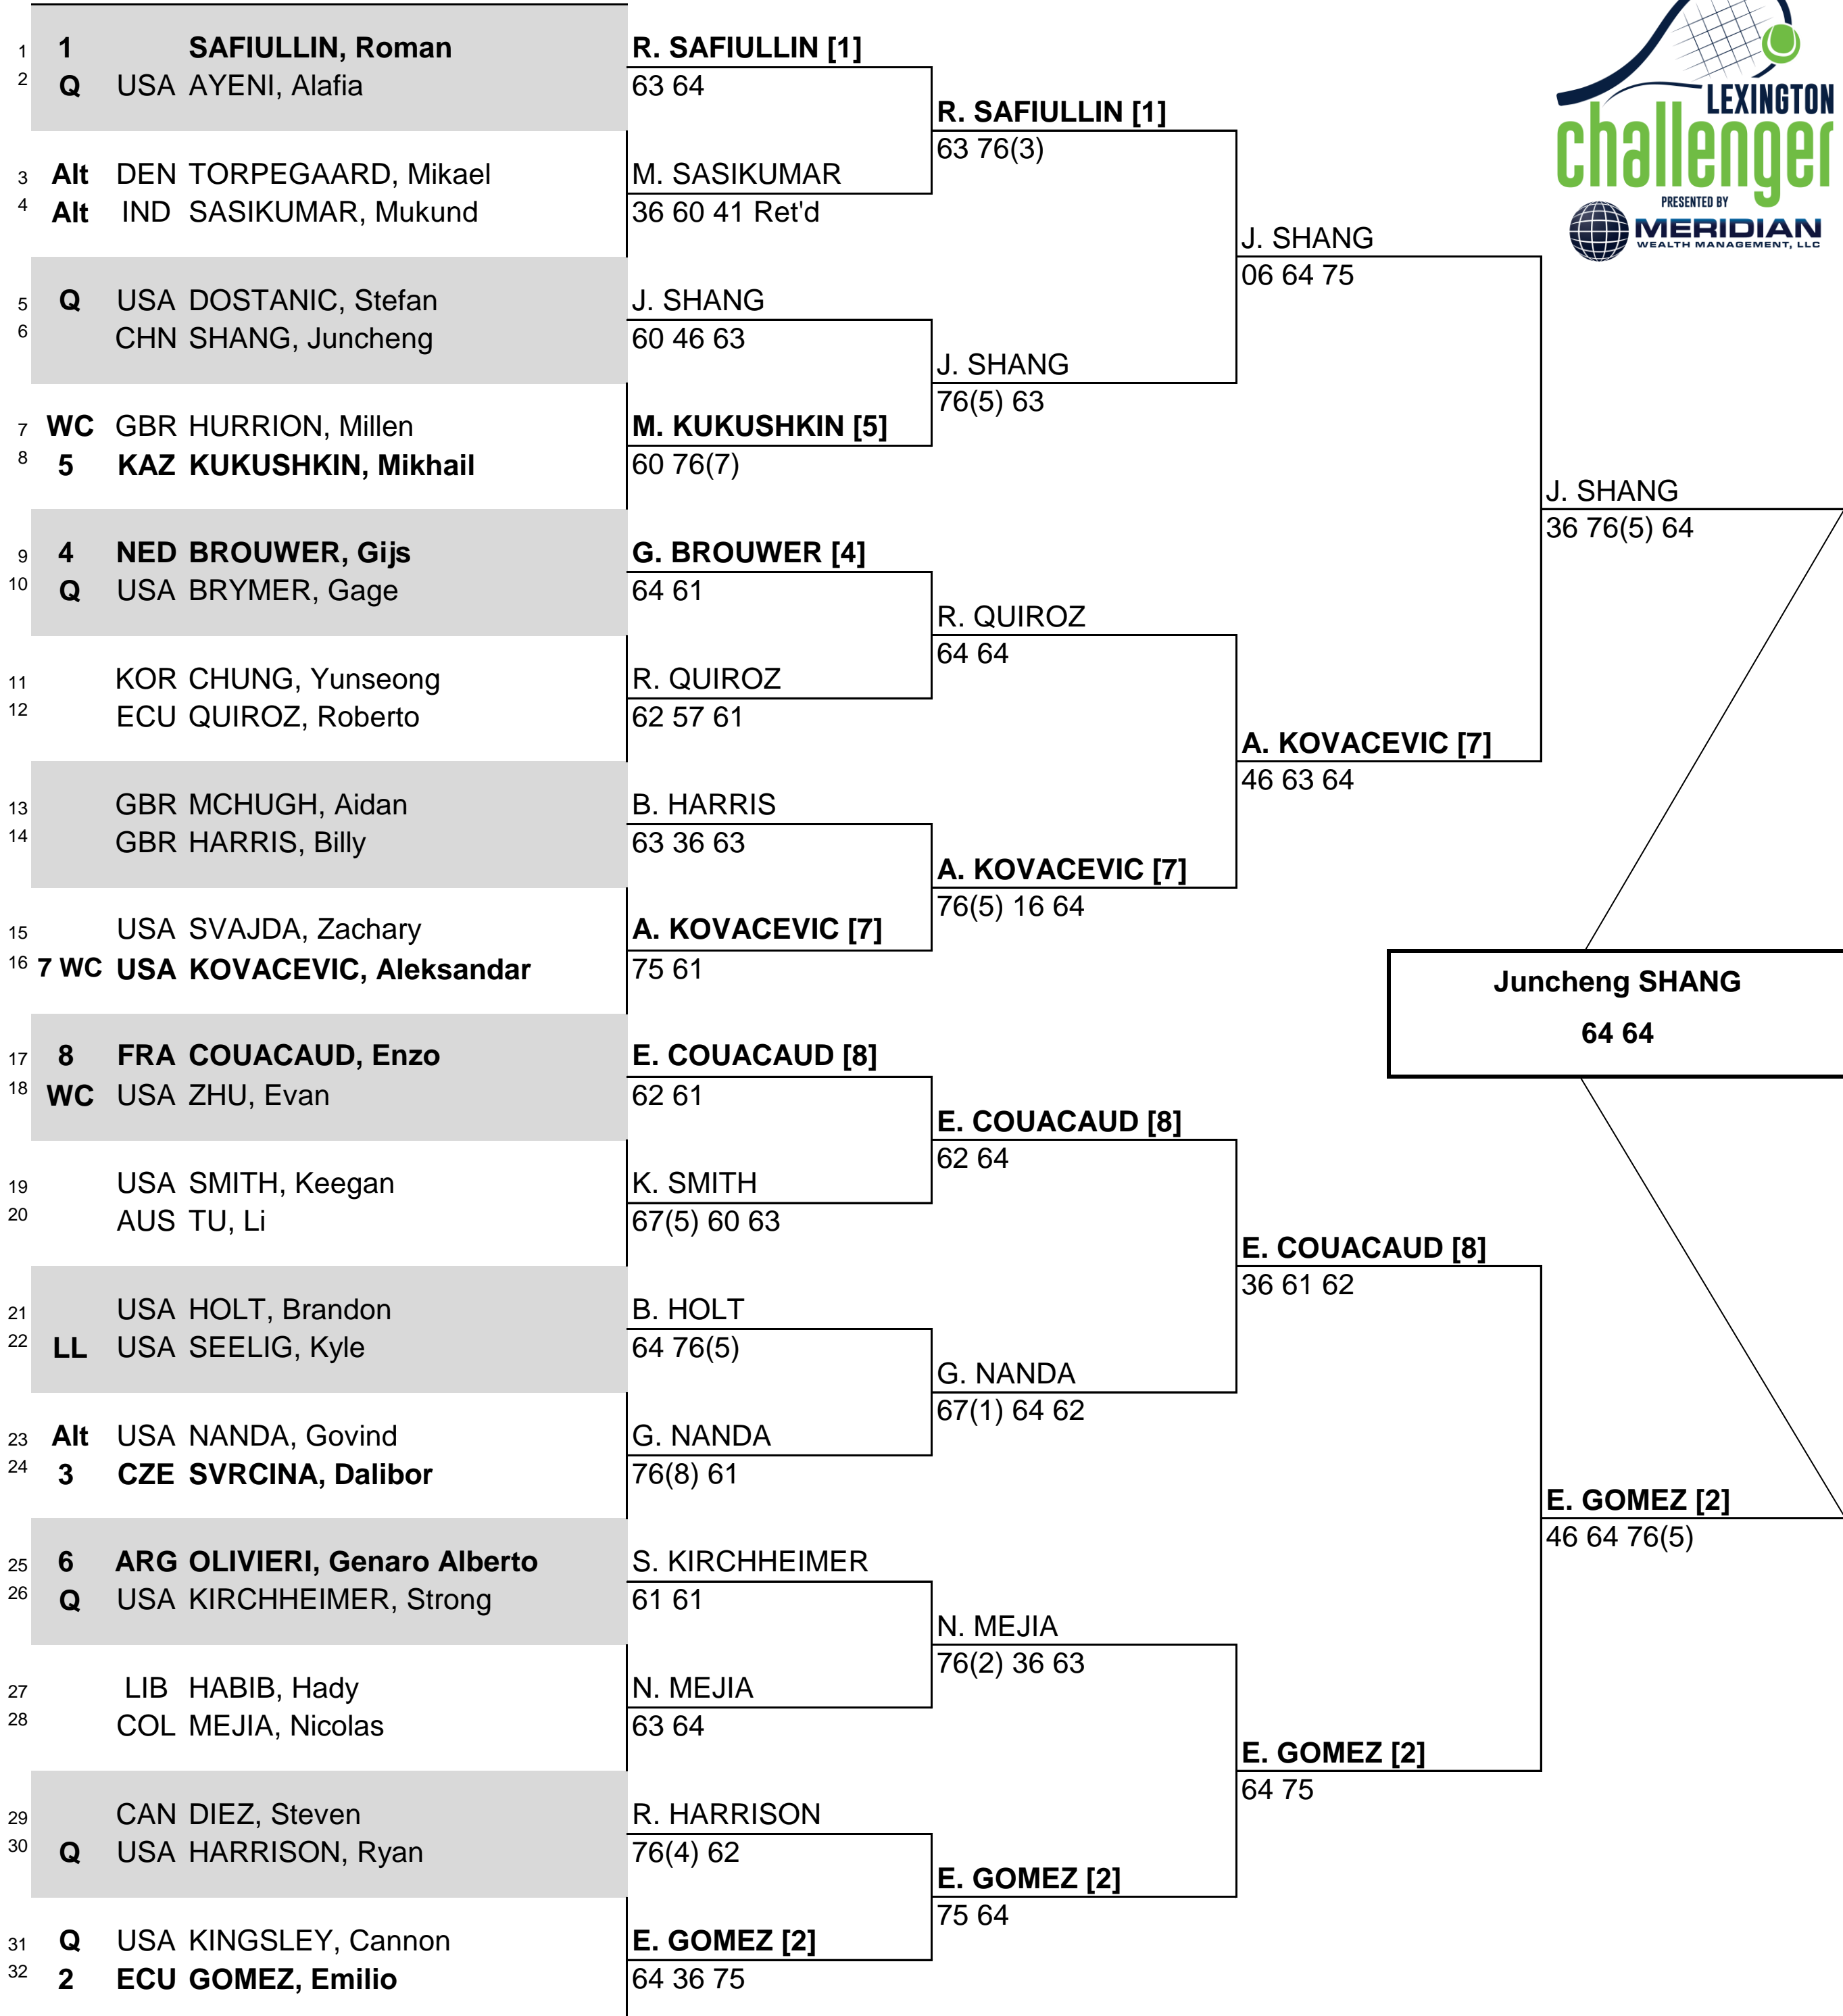 1 1 SAFIULLIN, Roman
2 Q USA AYENI, Alafia
3 Alt DEN TORPEGAARD, Mikael
4 Alt IND SASIKUMAR, Mukund
5 Q USA DOSTANIC, Stefan
6 CHN SHANG, Juncheng
7 WC GBR HURRION, Millen
8 5 KAZ KUKUSHKIN, Mikhail
9 4 NED BROUWER, Gijs
10 Q USA BRYMER, Gage
11 KOR CHUNG, Yunseong
12 ECU QUIROZ, Roberto
13 GBR MCHUGH, Aidan
14 GBR HARRIS, Billy
15 USA SVAJDA, Zachary
16 7 WC USA KOVACEVIC, Aleksandar
17 8 FRA COUACAUD, Enzo
18 WC USA ZHU, Evan
19 USA SMITH, Keegan
20 AUS TU, Li
21 USA HOLT, Brandon
22 LL USA SEELIG, Kyle
23 Alt USA NANDA, Govind
24 3 CZE SVRCINA, Dalibor
25 6 ARG OLIVIERI, Genaro Alberto
26 Q USA KIRCHHEIMER, Strong
27 LIB HABIB, Hady
28 COL MEJIA, Nicolas
29 CAN DIEZ, Steven
30 Q USA HARRISON, Ryan
31 Q USA KINGSLEY, Cannon
32 2 ECU GOMEZ, Emilio
R. SAFIULLIN [1]
63 64
M. SASIKUMAR
36 60 41 Ret'd
J. SHANG
60 46 63
M. KUKUSHKIN [5]
60 76(7)
G. BROUWER [4]
64 61
R. QUIROZ
62 57 61
B. HARRIS
63 36 63
A. KOVACEVIC [7]
75 61
E. COUACAUD [8]
62 61
K. SMITH
67(5) 60 63
B. HOLT
64 76(5)
G. NANDA
76(8) 61
S. KIRCHHEIMER
61 61
N. MEJIA
63 64
R. HARRISON
76(4) 62
E. GOMEZ [2]
64 36 75
R. SAFIULLIN [1]
63 76(3)
J. SHANG
76(5) 63
R. QUIROZ
64 64
A. KOVACEVIC [7]
76(5) 16 64
E. COUACAUD [8]
62 64
G. NANDA
67(1) 64 62
N. MEJIA
76(2) 36 63
E. GOMEZ [2]
75 64
J. SHANG
06 64 75
A. KOVACEVIC [7]
46 63 64
E. COUACAUD [8]
36 61 62
E. GOMEZ [2]
64 75
J. SHANG
36 76(5) 64
E. GOMEZ [2]
46 64 76(5)
Juncheng SHANG
64 64
LEXINGTON
challenger
PRESENTED BY
MERIDIAN
WEALTH MANAGEMENT, LLC